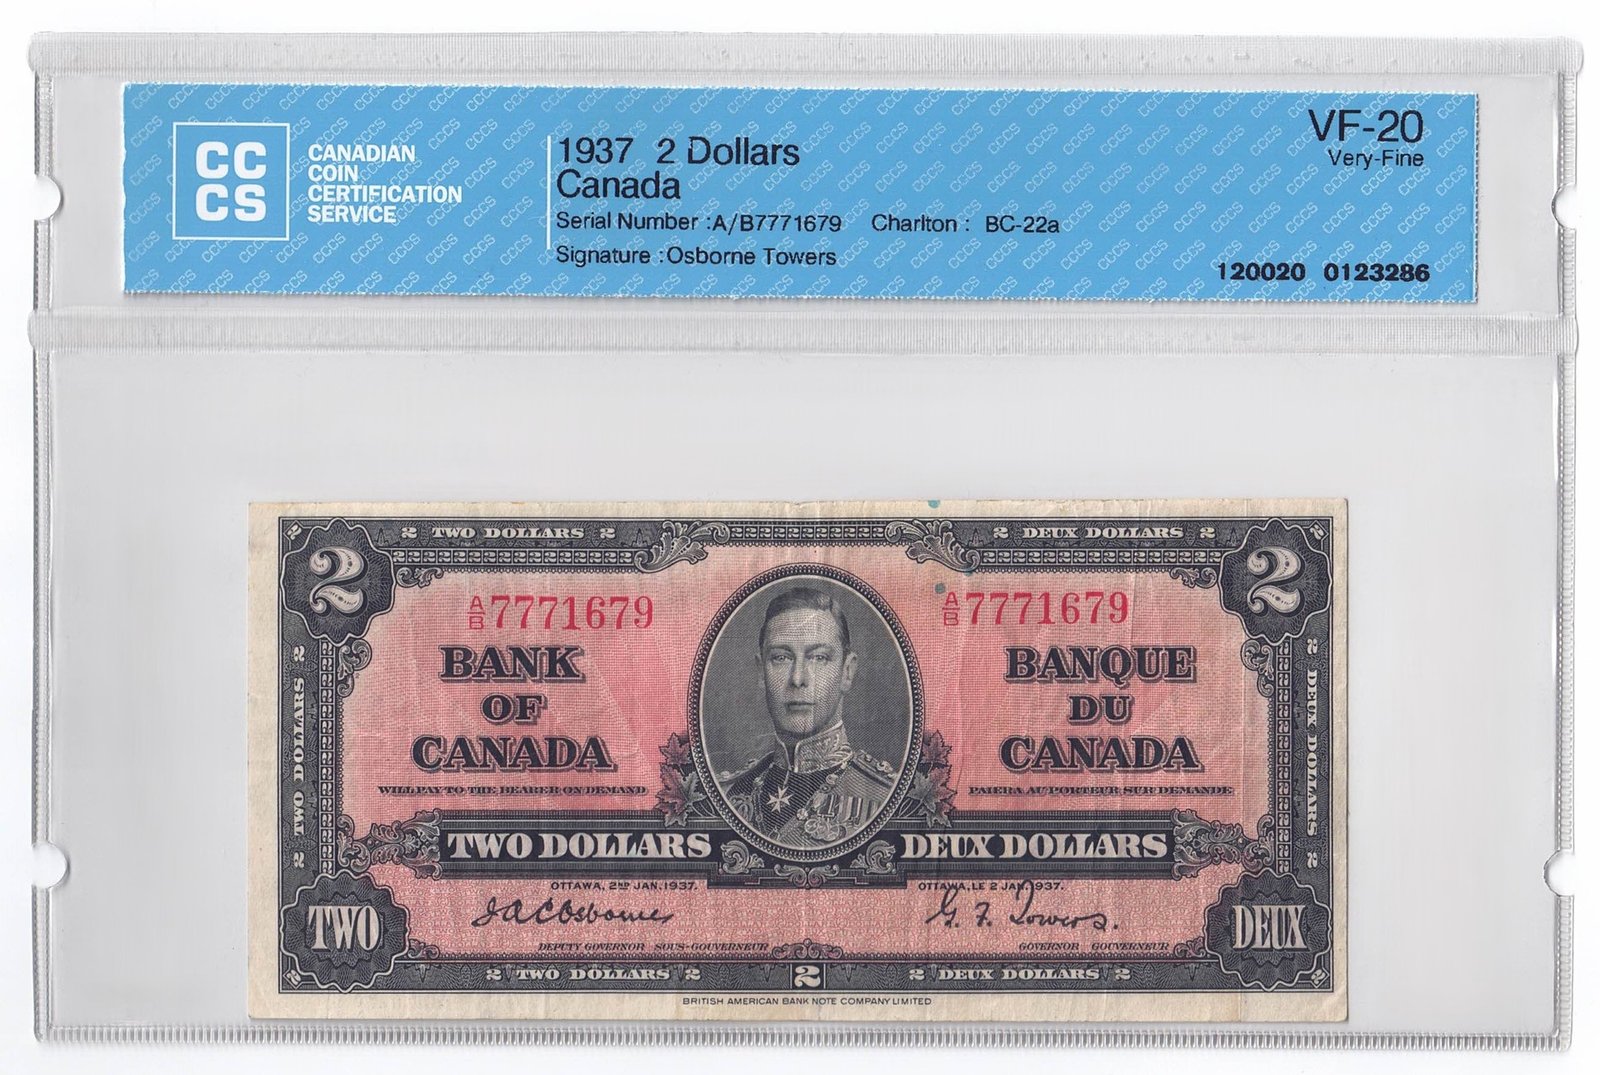 CC
CS
CANADIAN
COIN
CERTIFICATION
SERVICE
1937 2 Dollars
Canada
Serial Number :A/B7771679 Charlton : BC-22a
Signature :Osborne Towers
VF-20
Very-Fine
120020 0123286
2 TWO DOLLARS 2
2 DEUX DOLLARS 2
2
2
A/B 7771679
A/B 7771679
BANK
OF
CANADA
WILL PAY TO THE BEARER ON DEMAND
BANQUE
DU
CANADA
PAIERA AU PORTEUR SUR DEMANDE
2 TWO DOLLARS 2
2 DEUX DOLLARS 2
TWO DOLLARS
DEUX DOLLARS
OTTAWA, 2ND JAN. 1937.
OTTAWA, LE 2 JAN. 1937.
J A C Osborne
G. F. Towers.
DEPUTY GOVERNOR SOUS-GOUVERNEUR
GOVERNOR GOUVERNEUR
TWO
DEUX
2 TWO DOLLARS 2
2
2 DEUX DOLLARS 2
BRITISH AMERICAN BANK NOTE COMPANY LIMITED